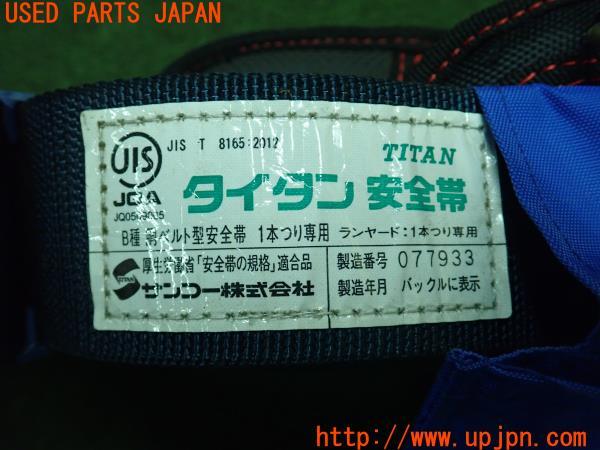 USED PARTS JAPAN
JIS T 8165:2012
TITAN
JIS
JQA
タイタン 安全帯
B種 胴ベルト型安全帯 1本つり専用 ランヤード:1本つり専用
厚生労働省「安全帯の規格」適合品
サンコー株式会社
製造番号 077933
製造年月 バックルに表示
http://www.upjpn.com/